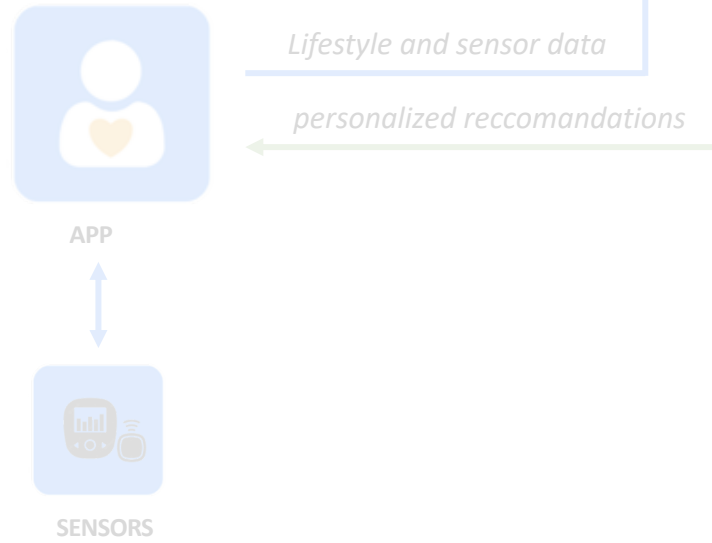 Lifestyle and sensor data
personalized reccomandations
APP
SENSORS